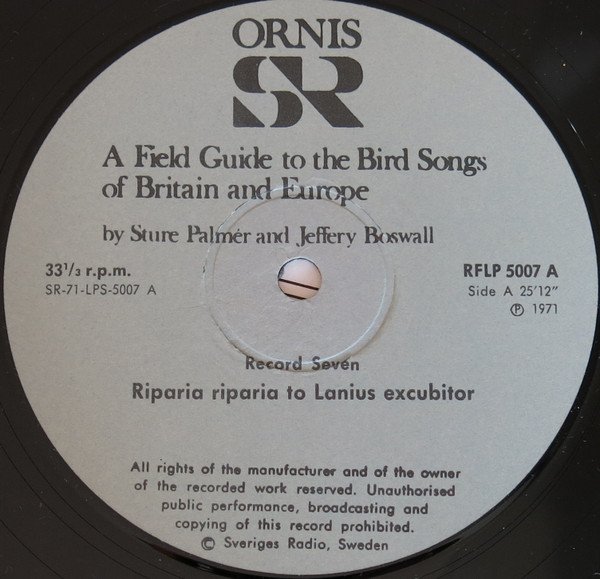 ORNIS
SR
A Field Guide to the Bird Songs
of Britain and Europe
by Sture Palmér and Jeffery Boswall
33 1/3 r.p.m.
RFLP 5007 A
SR-71-LPS-5007 A
Side A 25'12"
℗ 1971
Record Seven
Riparia riparia to Lanius excubitor
All rights of the manufacturer and of the owner
of the recorded work reserved. Unauthorised
public performance, broadcasting and
copying of this record prohibited.
© Sveriges Radio, Sweden